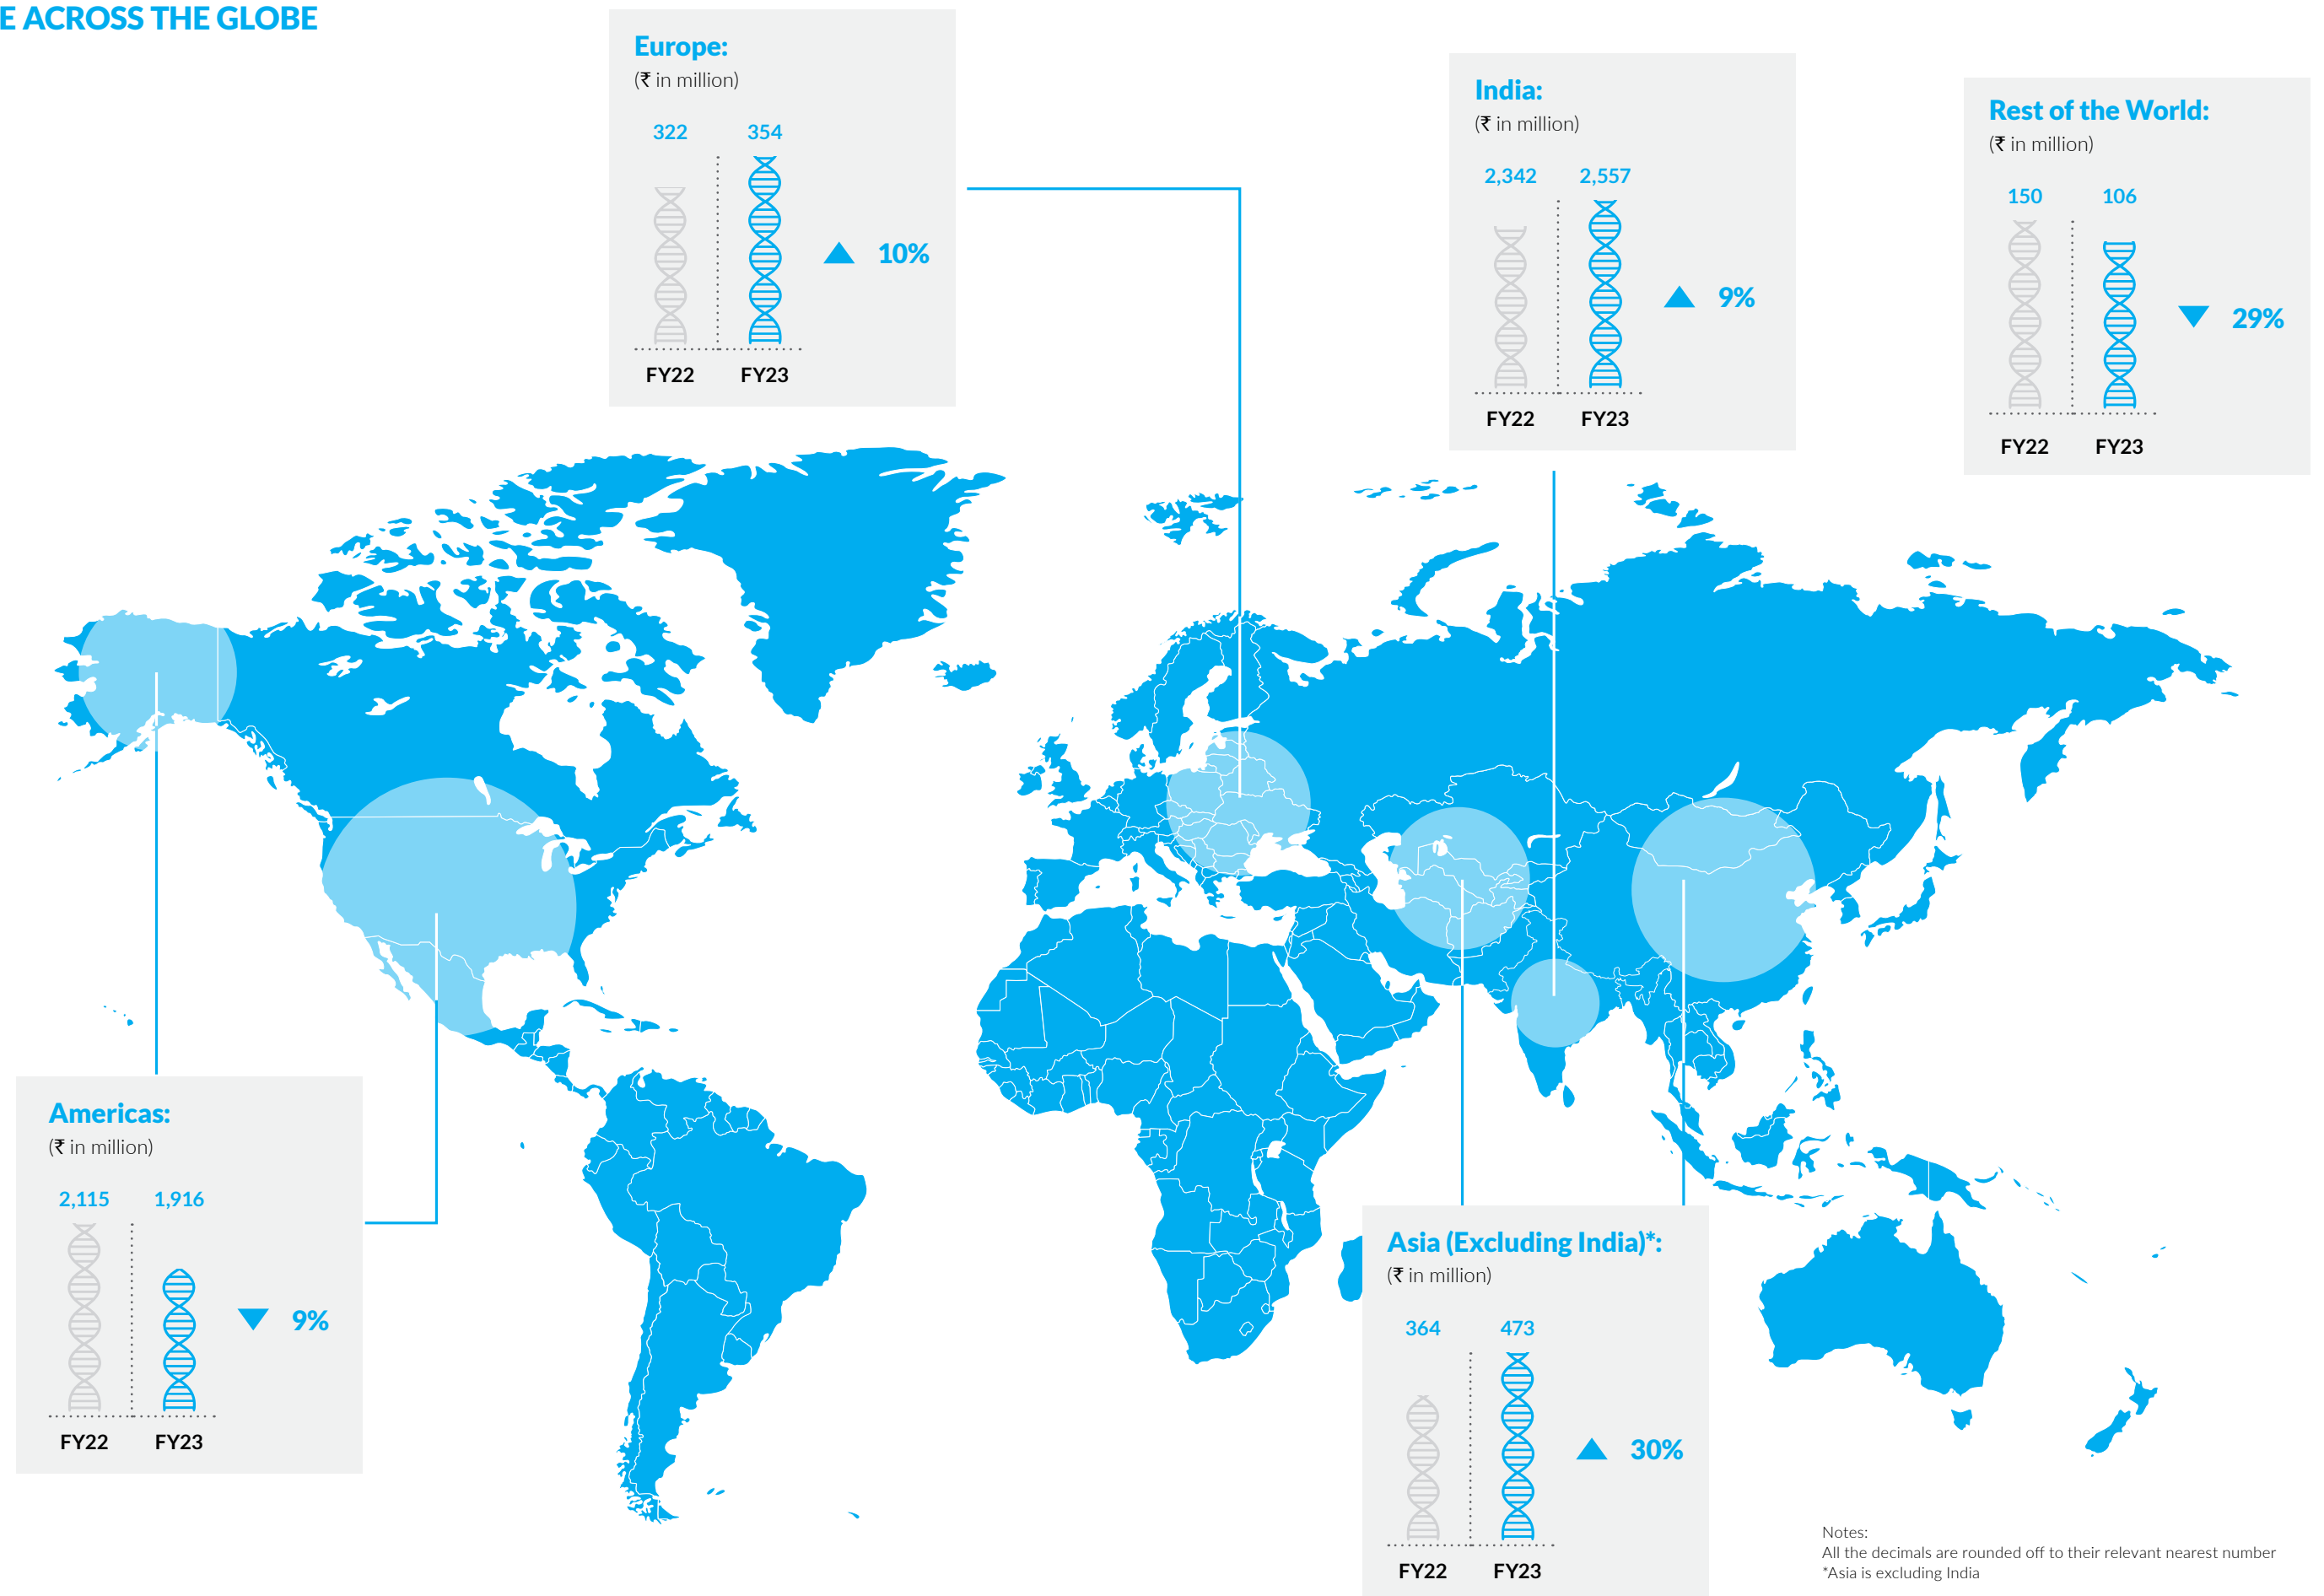 E ACROSS THE GLOBE
Europe:
(₹ in million)
322 354
10%
FY22 FY23
India:
(₹ in million)
2,342 2,557
9%
FY22 FY23
Rest of the World:
(₹ in million)
150 106
29%
FY22 FY23
Americas:
(₹ in million)
2,115 1,916
9%
FY22 FY23
Asia (Excluding India)*:
(₹ in million)
364 473
30%
FY22 FY23
Notes:
All the decimals are rounded off to their relevant nearest number
*Asia is excluding India